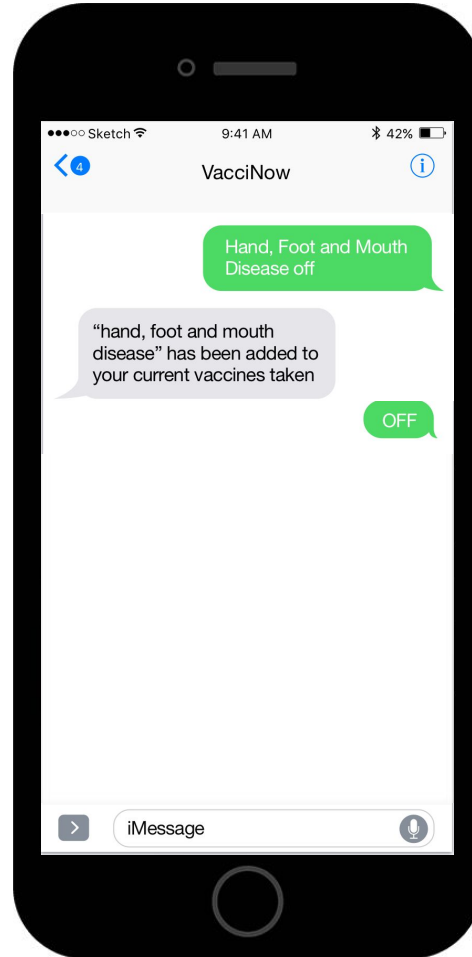 Sketch 9:41 AM 42%
4 VacciNow i
Hand, Foot and Mouth
Disease off
“hand, foot and mouth
disease” has been added to
your current vaccines taken
OFF
iMessage